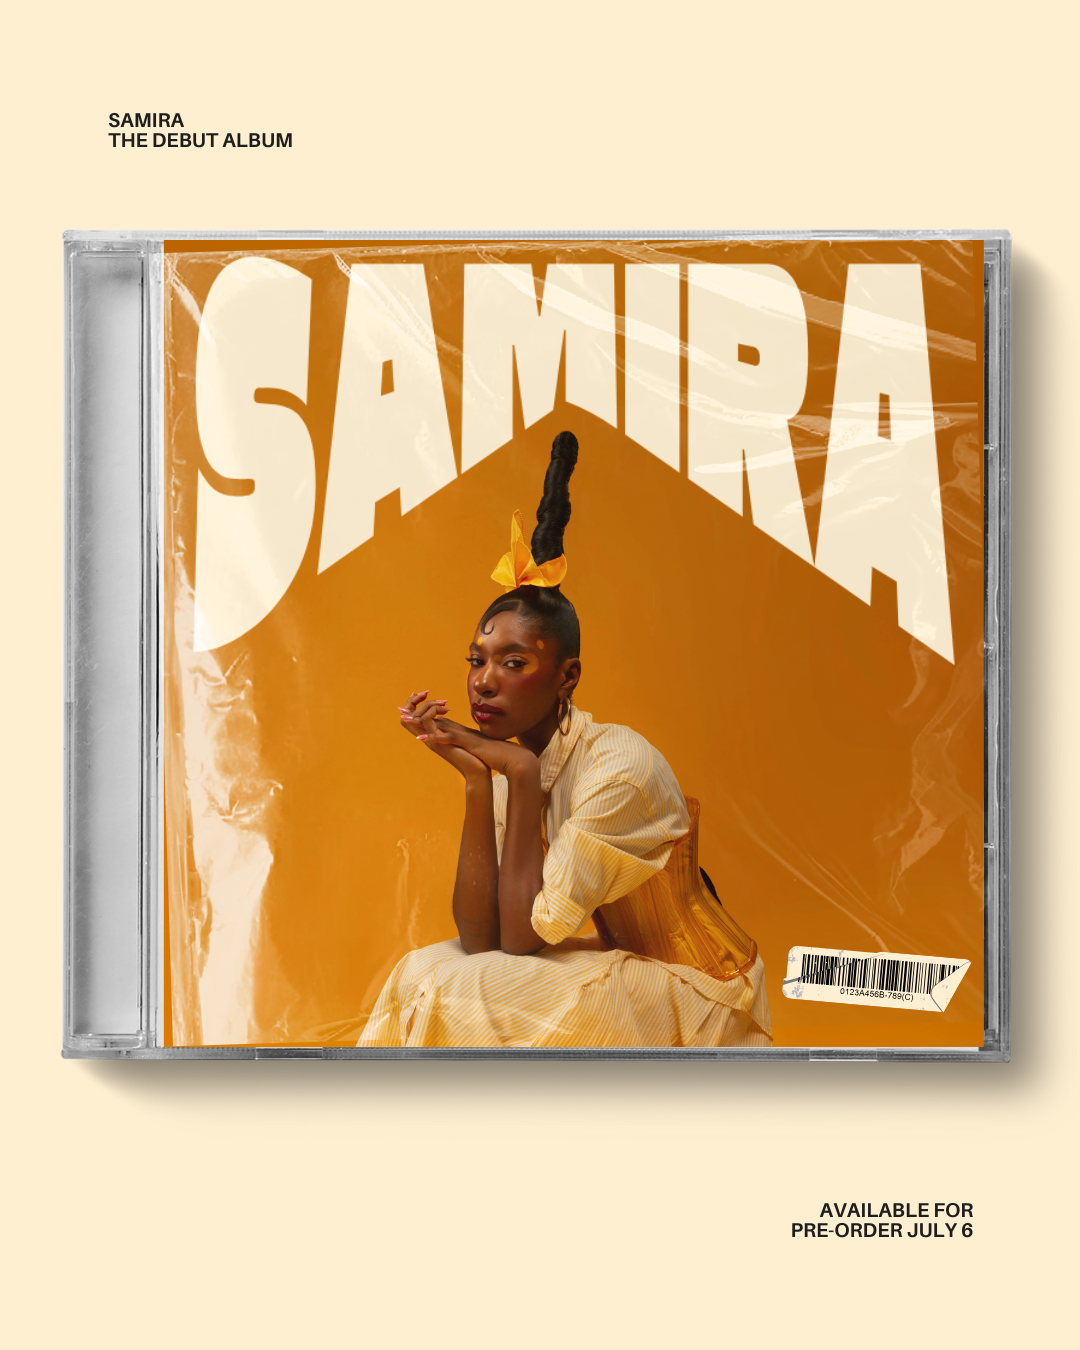 SAMIRA
THE DEBUT ALBUM
SAMIRA
0123A456B-789(C)
AVAILABLE FOR
PRE-ORDER JULY 6